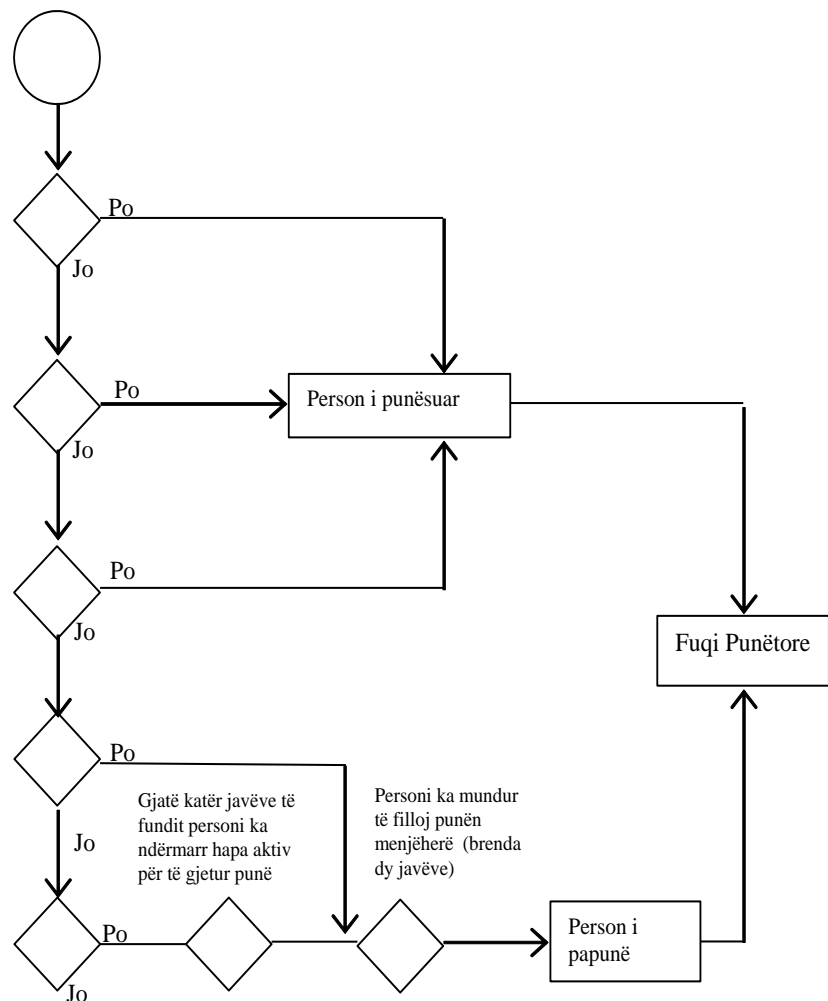 Po
Jo
Po
Person i punësuar
Jo
Po
Jo
Fuqi Punëtore
Po
Gjatë katër javëve të
fundit personi ka
ndërmarr hapa aktiv
për të gjetur punë
Personi ka mundur
të filloj punën
menjëherë (brenda
dy javëve)
Jo
Po
Person i
papunë
Jo